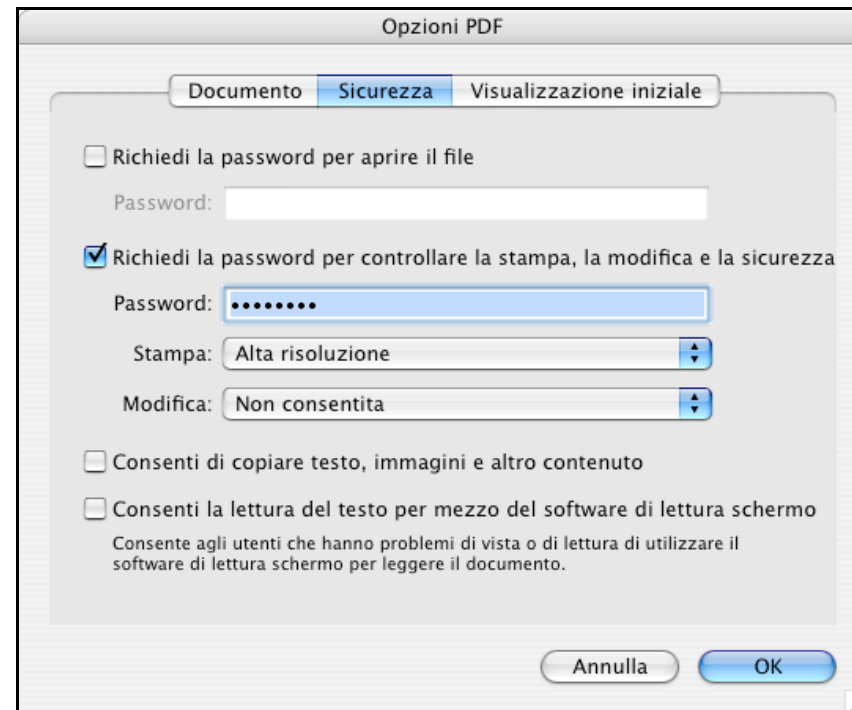 Opzioni PDF
Documento Sicurezza Visualizzazione iniziale
Richiedi la password per aprire il file
Password:
Richiedi la password per controllare la stampa, la modifica e la sicurezza
Password: ••••••••
Stampa: Alta risoluzione
Modifica: Non consentita
Consenti di copiare testo, immagini e altro contenuto
Consenti la lettura del testo per mezzo del software di lettura schermo
Consente agli utenti che hanno problemi di vista o di lettura di utilizzare il
software di lettura schermo per leggere il documento.
Annulla OK